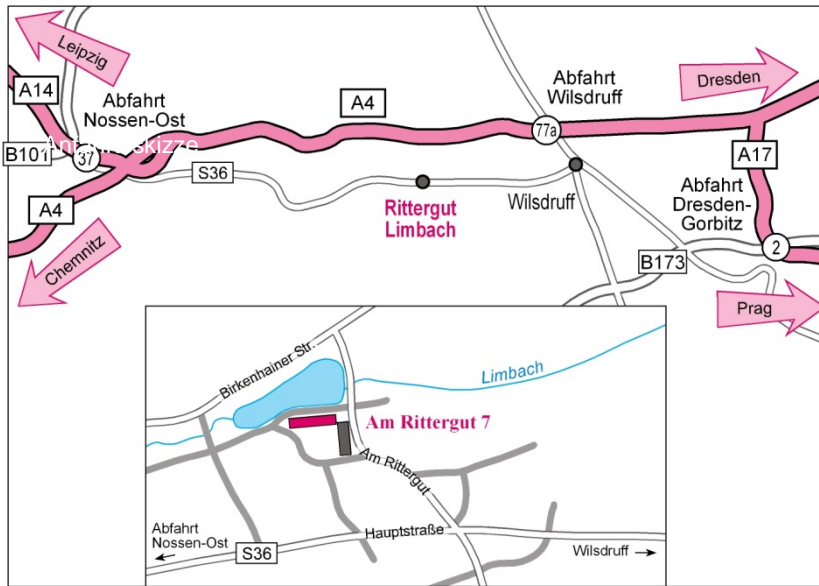 Leipzig
A14
Abfahrt
Nossen-Ost
A4
Abfahrt
Wilsdruff
Dresden
Anfahrtsskizze
B101
37
77a
A17
S36
A4
Rittergut
Limbach
Wilsdruff
Abfahrt
Dresden-
Gorbitz
2
Chemnitz
B173
Prag
Birkenhainer Str.
Limbach
Am Rittergut 7
Am Rittergut
Hauptstraße
Abfahrt
Nossen-Ost
S36
Wilsdruff